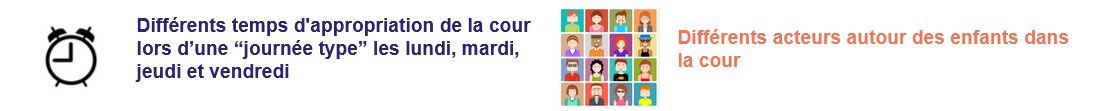 Différents temps d'appropriation de la cour
lors d’une “journée type” les lundi, mardi,
jeudi et vendredi
Différents acteurs autour des enfants dans
la cour